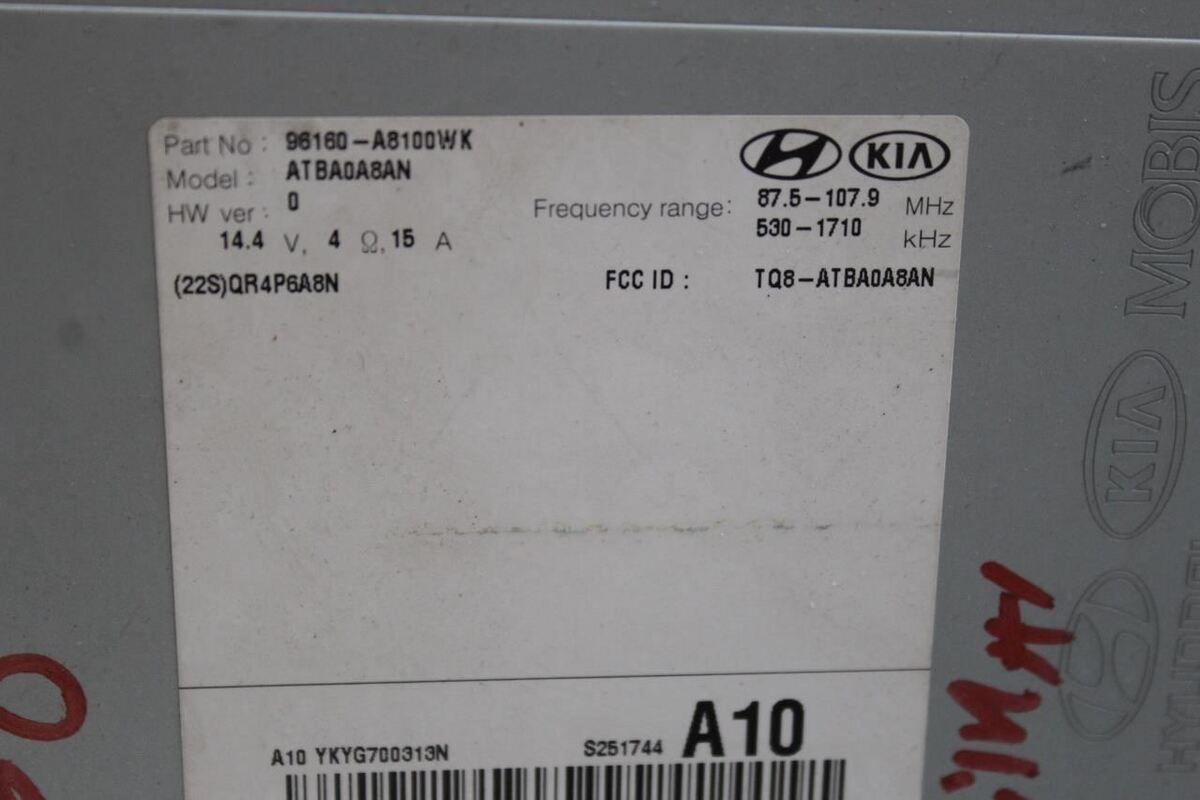 Part No : 96160-A8100WK
Model : ATBA0A8AN
HW ver : 0
14.4 V, 4 Ω, 15 A
(22S)QR4P6A8N
KIA
Frequency range: 87.5-107.9 MHz
530-1710 kHz
FCC ID : TQ8-ATBA0A8AN
A10 YKYG700313N
S251744 A10
MOBIS
KIA